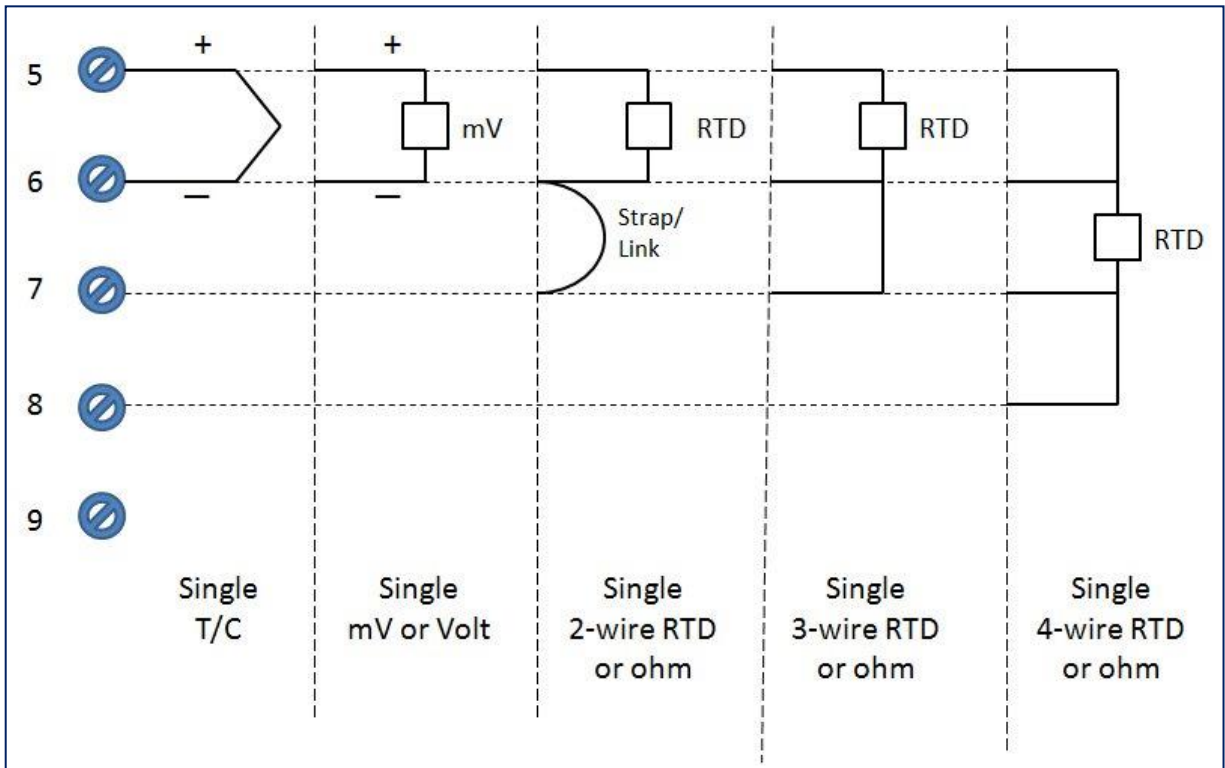 + +
5
mV RTD RTD
6
— —
Strap/
Link
RTD
7
8
9
Single Single Single Single Single
T/C mV or Volt 2-wire RTD 3-wire RTD 4-wire RTD
or ohm or ohm or ohm